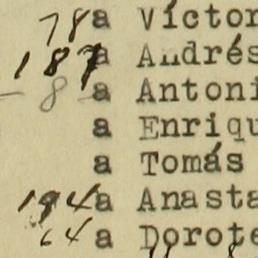 78 a Víctor
187 a Andrés
- 8 a Antoni
a Enriqu
a Tomás
194 a Anasta
64 a Dorote